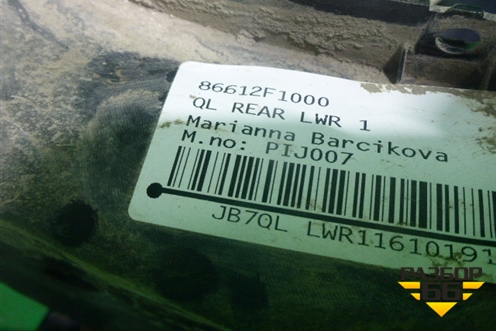 86612F1000
QL REAR LWR 1
Marianna Barcikova
M.no: PIJ007
JB7QL LWR11610191
РАЗБОР
66